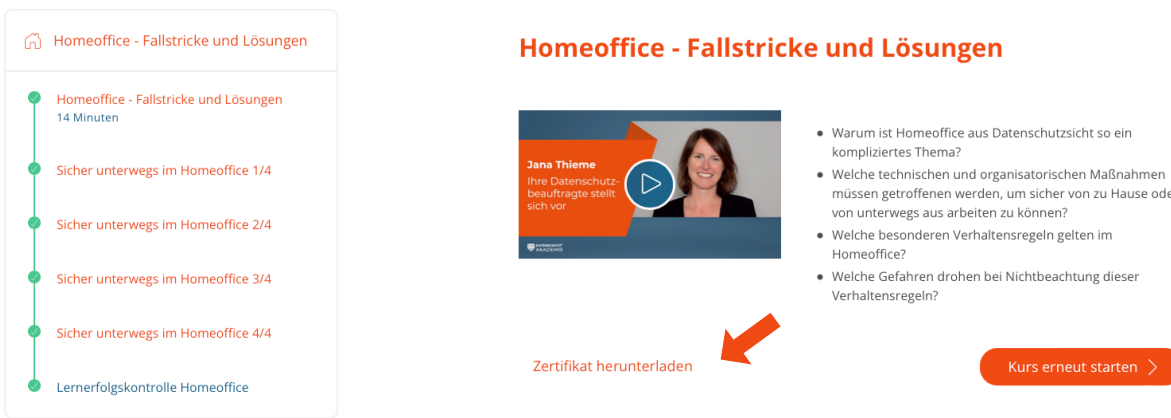 Homeoffice - Fallstricke und Lösungen
Homeoffice - Fallstricke und Lösungen
14 Minuten
Sicher unterwegs im Homeoffice 1/4
Sicher unterwegs im Homeoffice 2/4
Sicher unterwegs im Homeoffice 3/4
Sicher unterwegs im Homeoffice 4/4
Lernerfolgskontrolle Homeoffice
Homeoffice - Fallstricke und Lösungen
Jana Thieme
Ihre Datenschutz-
beauftragte stellt
sich vor
DATENSCHUTZ
AKADEMIE
Warum ist Homeoffice aus Datenschutzsicht so ein
kompliziertes Thema?
Welche technischen und organisatorischen Maßnahmen
müssen getroffenen werden, um sicher von zu Hause ode
von unterwegs aus arbeiten zu können?
Welche besonderen Verhaltensregeln gelten im
Homeoffice?
Welche Gefahren drohen bei Nichtbeachtung dieser
Verhaltensregeln?
Zertifikat herunterladen
Kurs erneut starten